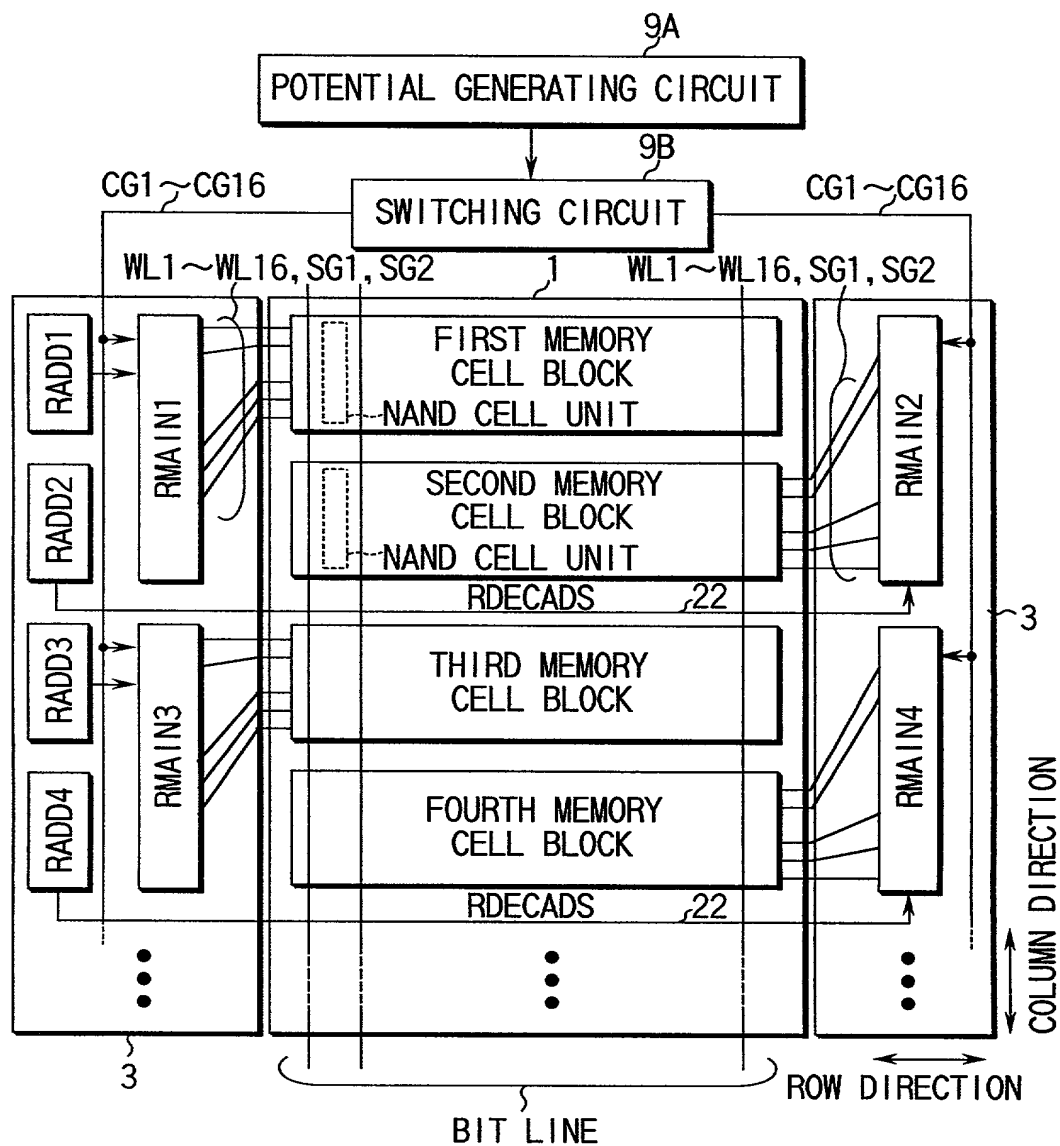 9A
POTENTIAL GENERATING CIRCUIT
9B
CG1~CG16
SWITCHING CIRCUIT
CG1~CG16
WL1~WL16, SG1, SG2
1
WL1~WL16, SG1, SG2
RADD1
RMAIN1
FIRST MEMORY
CELL BLOCK
NAND CELL UNIT
RMAIN2
RADD2
SECOND MEMORY
CELL BLOCK
NAND CELL UNIT
RDECADS
22
3
RADD3
RMAIN3
THIRD MEMORY
CELL BLOCK
RMAIN4
RADD4
FOURTH MEMORY
CELL BLOCK
RDECADS
22
COLUMN DIRECTION
3
ROW DIRECTION
BIT LINE